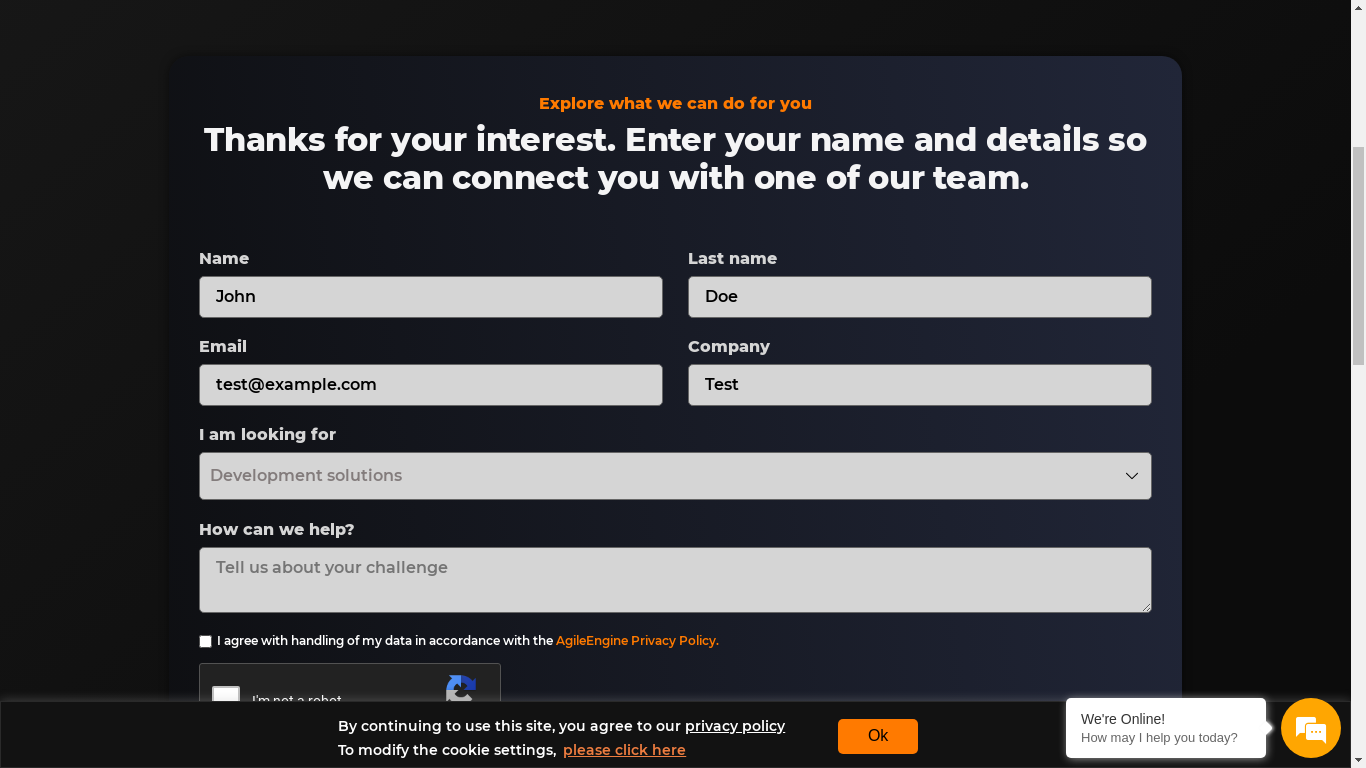 Explore what we can do for you
Thanks for your interest. Enter your name and details so
we can connect you with one of our team.
Name
Last name
John
Doe
Email
Company
test@example.com
Test
I am looking for
Development solutions
How can we help?
Tell us about your challenge
I agree with handling of my data in accordance with the AgileEngine Privacy Policy.
I'm not a robot
By continuing to use this site, you agree to our privacy policy
To modify the cookie settings, please click here
Ok
We're Online!
How may I help you today?